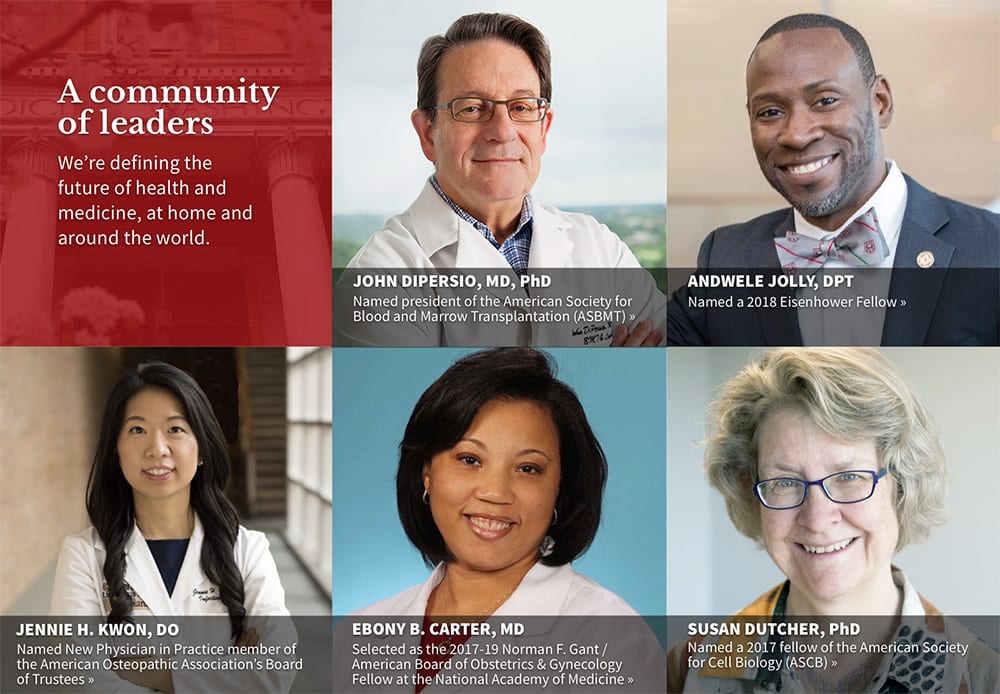 A community
of leaders
We’re defining the
future of health and
medicine, at home and
around the world.
JOHN DIPERSIO, MD, PhD
Named president of the American Society for
Blood and Marrow Transplantation (ASBMT) »
ANDWELE JOLLY, DPT
Named a 2018 Eisenhower Fellow »
JENNIE H. KWON, DO
Named New Physician in Practice member of
the American Osteopathic Association’s Board
of Trustees »
EBONY B. CARTER, MD
Selected as the 2017-19 Norman F. Gant /
American Board of Obstetrics & Gynecology
Fellow at the National Academy of Medicine »
SUSAN DUTCHER, PhD
Named a 2017 fellow of the American Society
for Cell Biology (ASCB) »